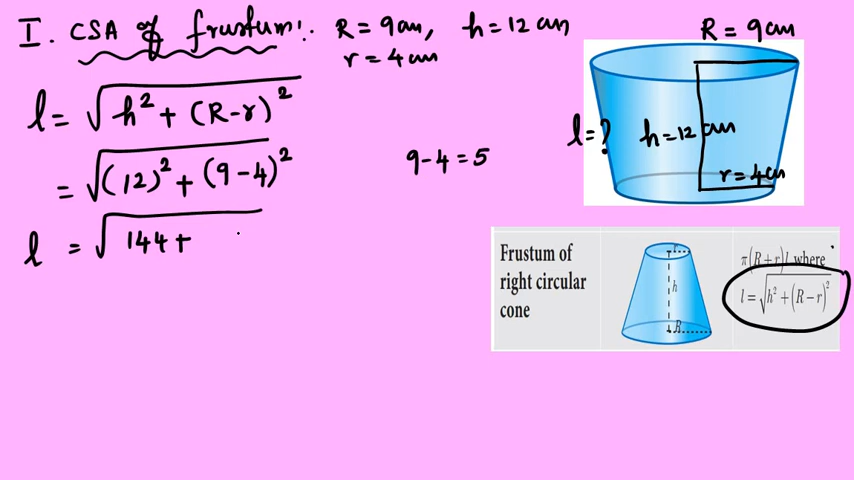 I. CSA of frustum:. R = 9cm, h = 12 cm
r = 4cm
R = 9cm
l = √h² + (R-r)²
l = ? h = 12 cm
r = 4cm
= √(12)² + (9-4)²
9-4 = 5
l = √144 +
Frustum of
right circular
cone
r
h
R
π(R+r)l where
l = √h² + (R−r)²